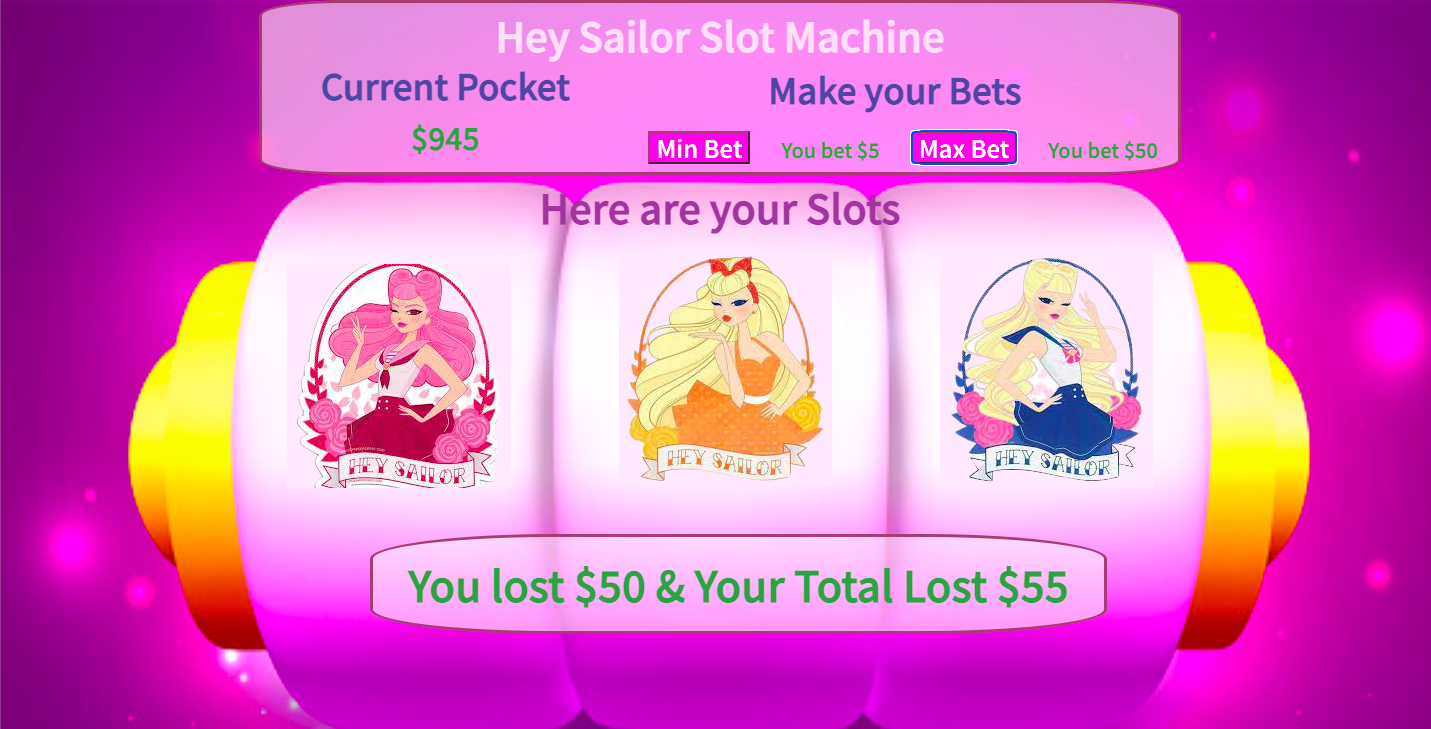 Hey Sailor Slot Machine
Current Pocket
Make your Bets
$945
Min Bet You bet $5 Max Bet You bet $50
Here are your Slots
HEY SAILOR
HEY SAILOR
HEY SAILOR
You lost $50 & Your Total Lost $55